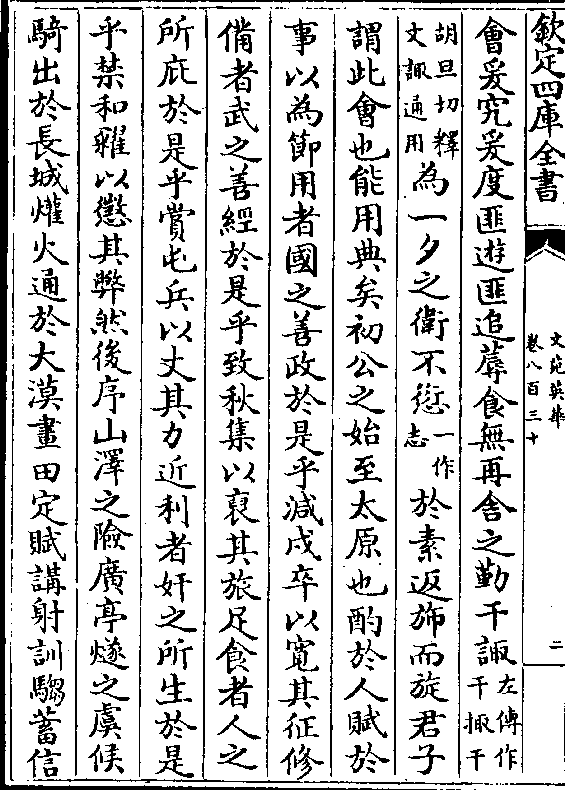 欽定四庫全書
文苑英華
卷八百三十
二
會爰究爰度匪遊匪追蓐食無再舍之勤干諏左傳作干掫干
胡旦切釋文諏通用為一夕之衛不愆一作志於素返斾而旋君子
謂此會也能用典矣初公之始至太原也酌於人賦於
事以為節用者國之善政於是乎減戍卒以寛其征修
備者武之善經於是乎致秋集以裒其旅足食者人之
所庇於是乎賞屯兵以丈其力近利者奸之所生於是
乎禁和糴以懲其弊然後序山澤之險廣亭燧之虞候
騎出於長城爟火通於大漠畫田定賦講射訓騶蓄信